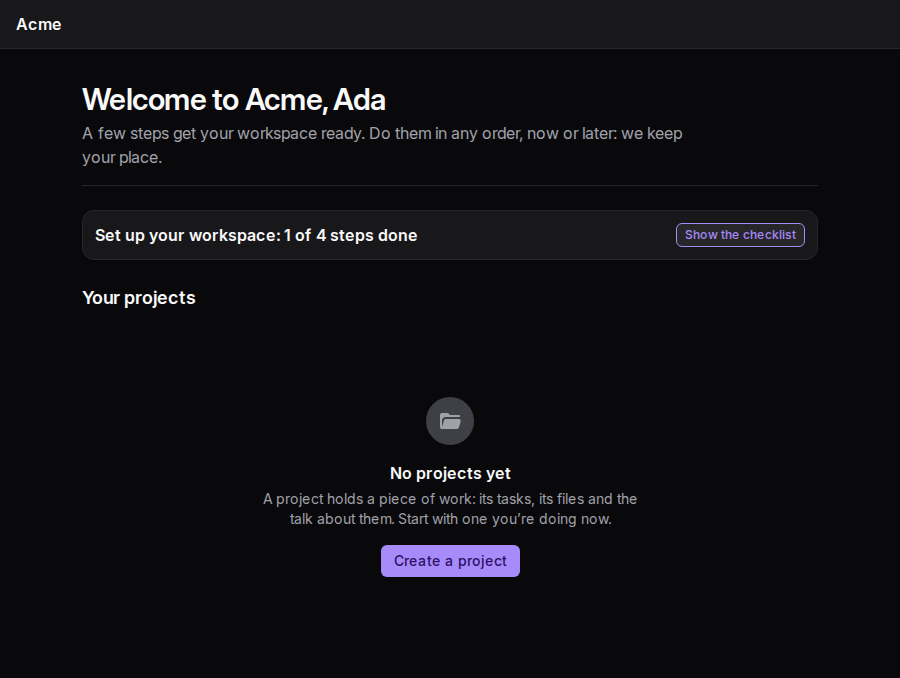 Acme
Welcome to Acme, Ada
A few steps get your workspace ready. Do them in any order, now or later: we keep
your place.
Set up your workspace: 1 of 4 steps done
Show the checklist
Your projects
No projects yet
A project holds a piece of work: its tasks, its files and the
talk about them. Start with one you’re doing now.
Create a project